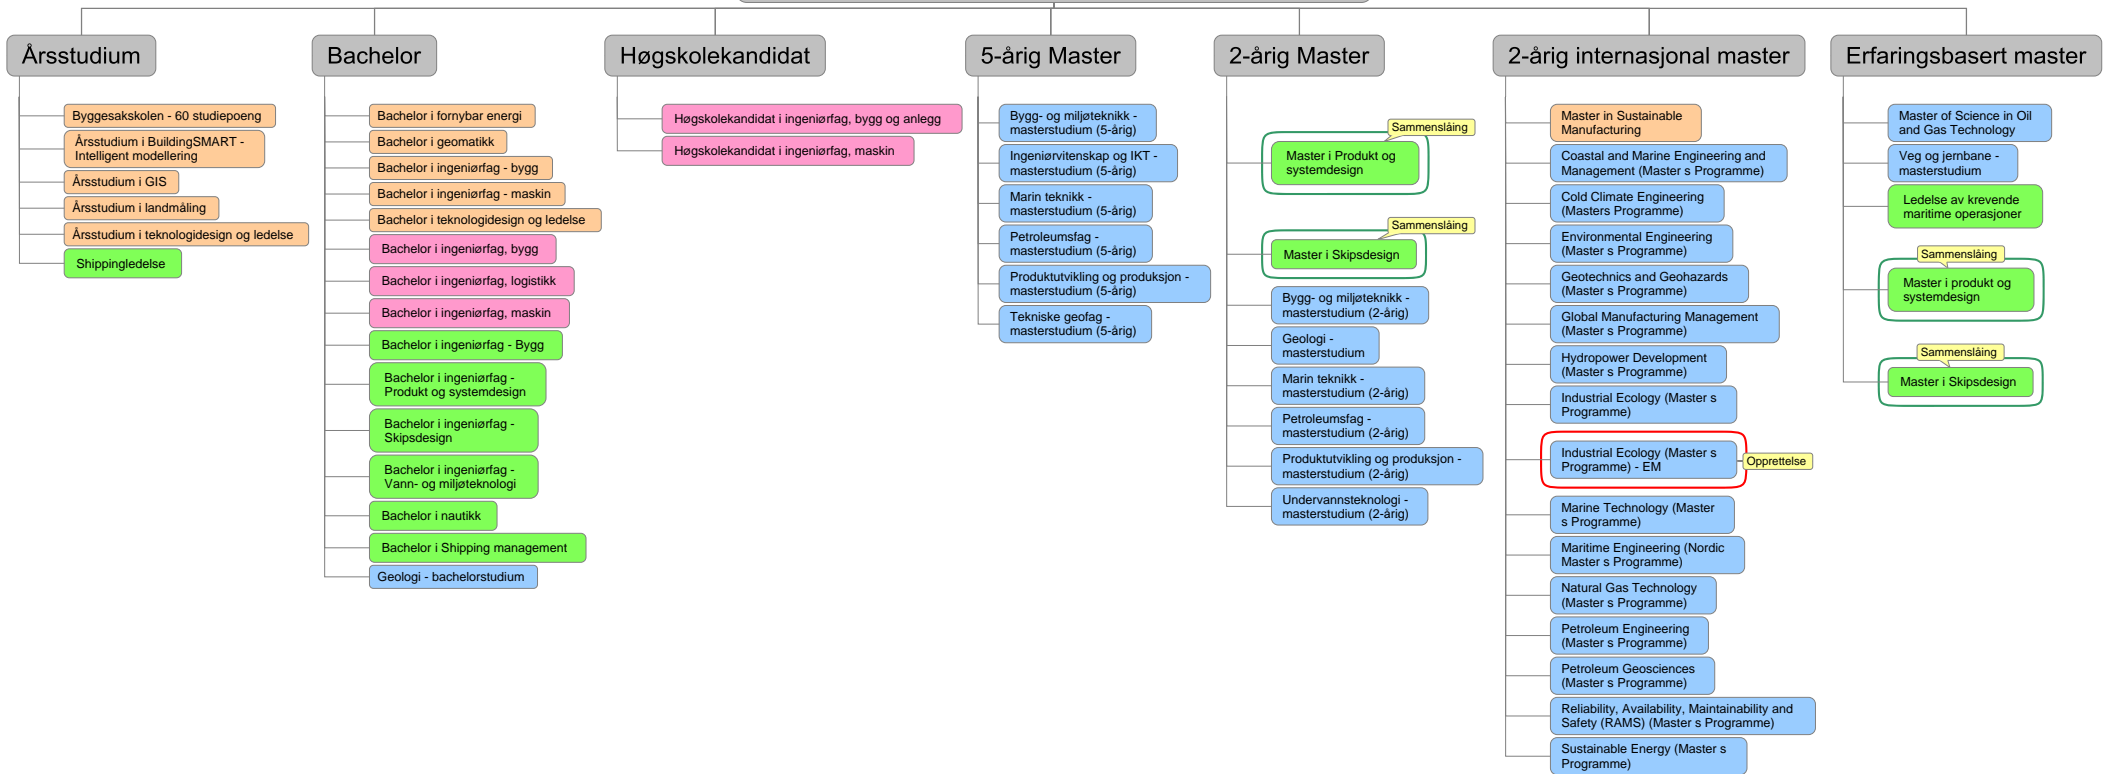 Årsstudium
Byggesakskolen - 60 studiepoeng
Årsstudium i BuildingSMART -
Intelligent modellering
Årsstudium i GIS
Årsstudium i landmåling
Årsstudium i teknologidesign og ledelse
Shippingledelse
Bachelor
Bachelor i fornybar energi
Bachelor i geomatikk
Bachelor i ingeniørfag - bygg
Bachelor i ingeniørfag - maskin
Bachelor i teknologidesign og ledelse
Bachelor i ingeniørfag, bygg
Bachelor i ingeniørfag, logistikk
Bachelor i ingeniørfag, maskin
Bachelor i ingeniørfag - Bygg
Bachelor i ingeniørfag -
Produkt og systemdesign
Bachelor i ingeniørfag -
Skipsdesign
Bachelor i ingeniørfag -
Vann- og miljøteknologi
Bachelor i nautikk
Bachelor i Shipping management
Geologi - bachelorstudium
Høgskolekandidat
Høgskolekandidat i ingeniørfag, bygg og anlegg
Høgskolekandidat i ingeniørfag, maskin
5-årig Master
Bygg- og miljøteknikk -
masterstudium (5-årig)
Ingeniørvitenskap og IKT -
masterstudium (5-årig)
Marin teknikk -
masterstudium (5-årig)
Petroleumsfag -
masterstudium (5-årig)
Produktutvikling og produksjon -
masterstudium (5-årig)
Tekniske geofag -
masterstudium (5-årig)
2-årig Master
Sammenslåing
Master i Produkt og
systemdesign
Sammenslåing
Master i Skipsdesign
Bygg- og miljøteknikk -
masterstudium (2-årig)
Geologi -
masterstudium
Marin teknikk -
masterstudium (2-årig)
Petroleumsfag -
masterstudium (2-årig)
Produktutvikling og produksjon -
masterstudium (2-årig)
Undervannsteknologi -
masterstudium (2-årig)
2-årig internasjonal master
Master in Sustainable
Manufacturing
Coastal and Marine Engineering and
Management (Master s Programme)
Cold Climate Engineering
(Masters Programme)
Environmental Engineering
(Master s Programme)
Geotechnics and Geohazards
(Master s Programme)
Global Manufacturing Management
(Master s Programme)
Hydropower Development
(Master s Programme)
Industrial Ecology (Master s
Programme)
Industrial Ecology (Master s
Programme) - EM
Opprettelse
Marine Technology (Master
s Programme)
Maritime Engineering (Nordic
Master s Programme)
Natural Gas Technology
(Master s Programme)
Petroleum Engineering
(Master s Programme)
Petroleum Geosciences
(Master s Programme)
Reliability, Availability, Maintainability and
Safety (RAMS) (Master s Programme)
Sustainable Energy (Master s
Programme)
Erfaringsbasert master
Master of Science in Oil
and Gas Technology
Veg og jernbane -
masterstudium
Ledelse av krevende
maritime operasjoner
Sammenslåing
Master i produkt og
systemdesign
Sammenslåing
Master i Skipsdesign